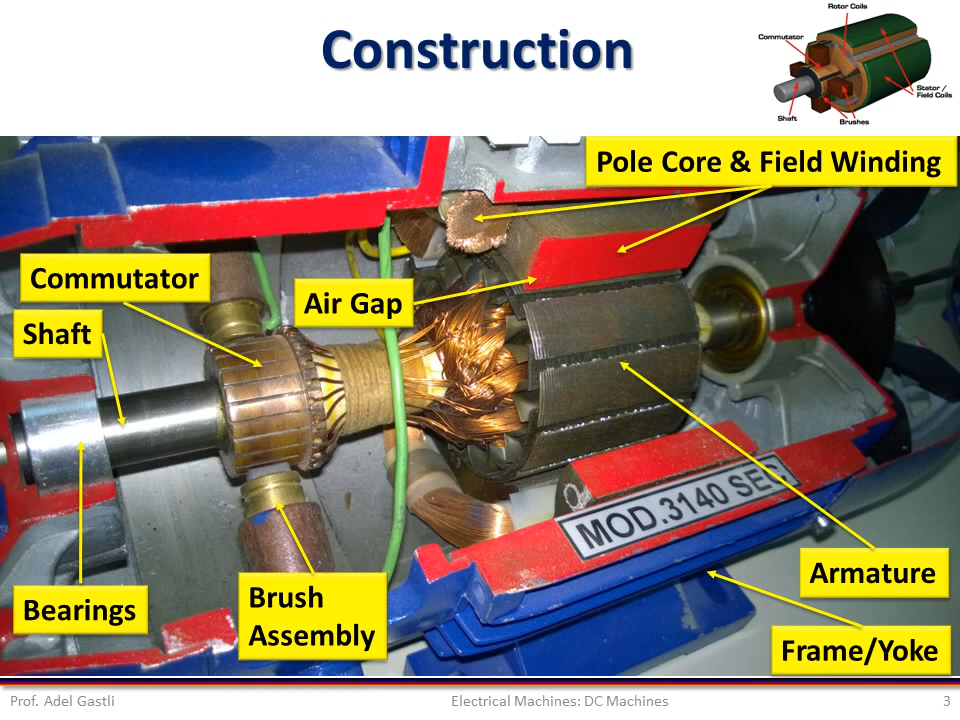 Construction
Rotor Coils
Commutator
Stator /
Field Coils
Shaft
Brushes
Pole Core & Field Winding
Commutator
Air Gap
Shaft
MOD.3140 SEC
Armature
Bearings
Brush
Assembly
Frame/Yoke
Prof. Adel Gastli
Electrical Machines: DC Machines
3